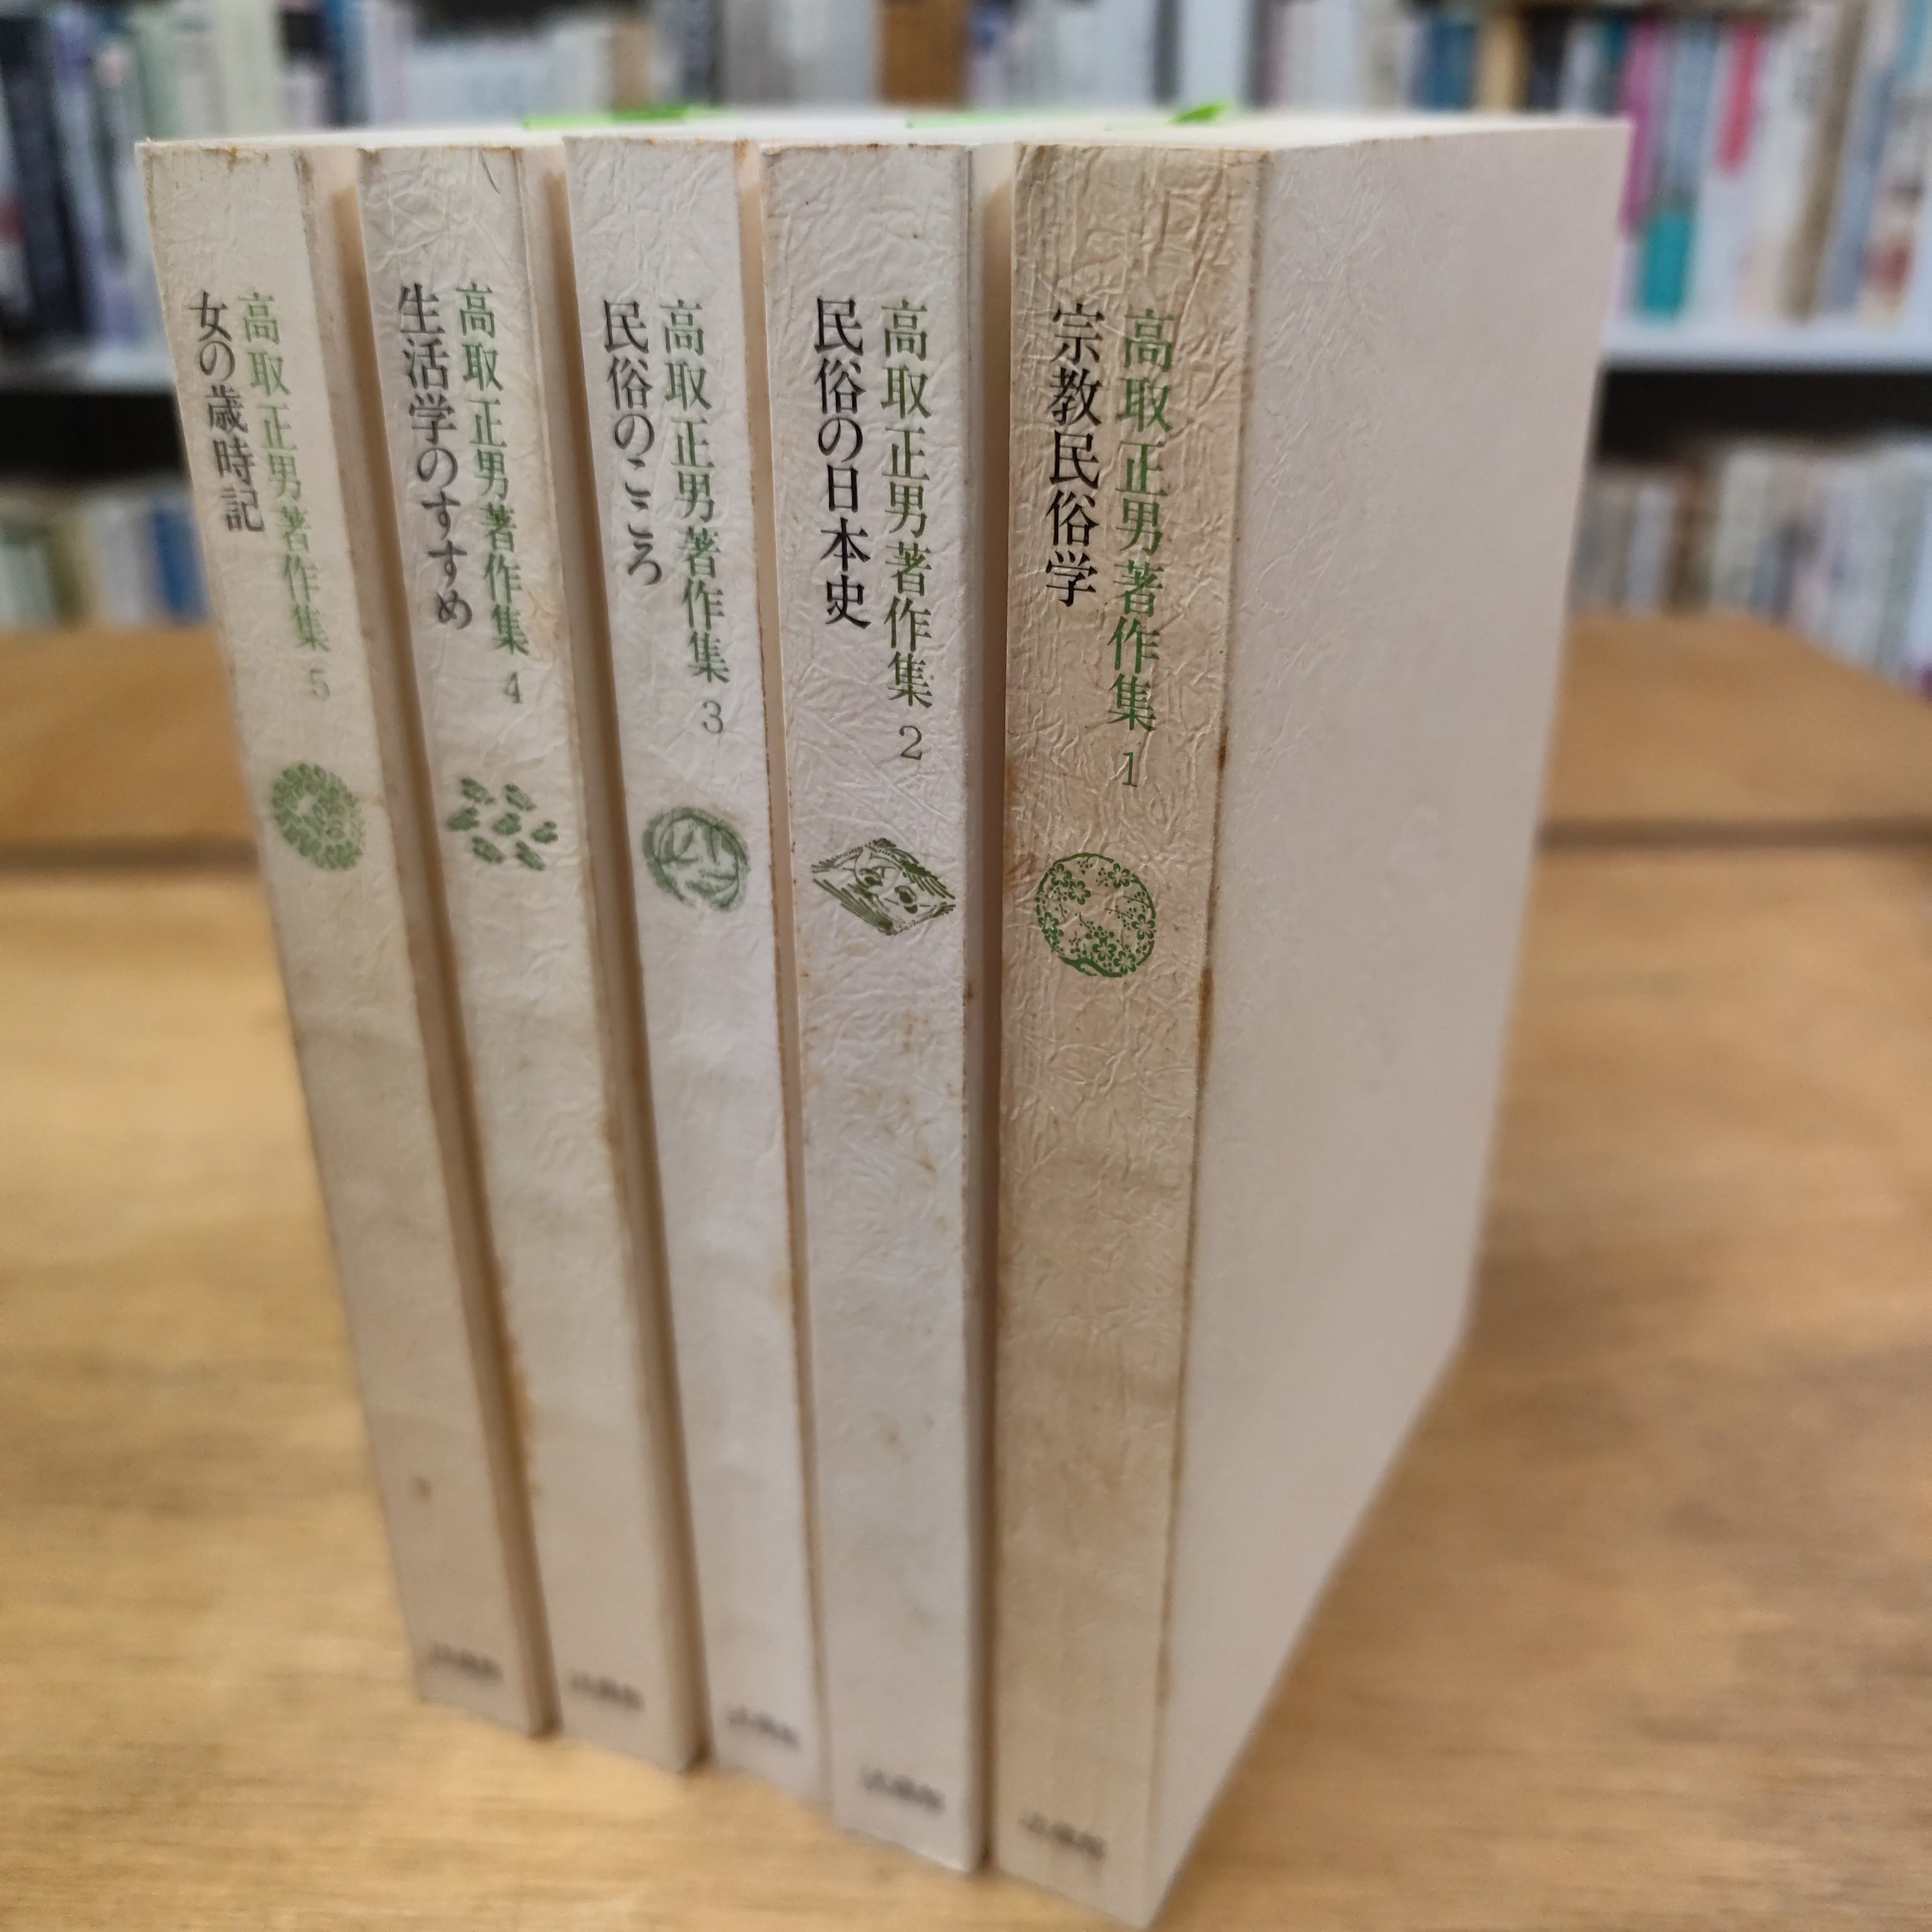 高取正男著作集 1
宗教民俗学
高取正男著作集 2
民俗の日本史
高取正男著作集 3
民俗のこころ
高取正男著作集 4
生活学のすすめ
高取正男著作集 5
女の歳時記